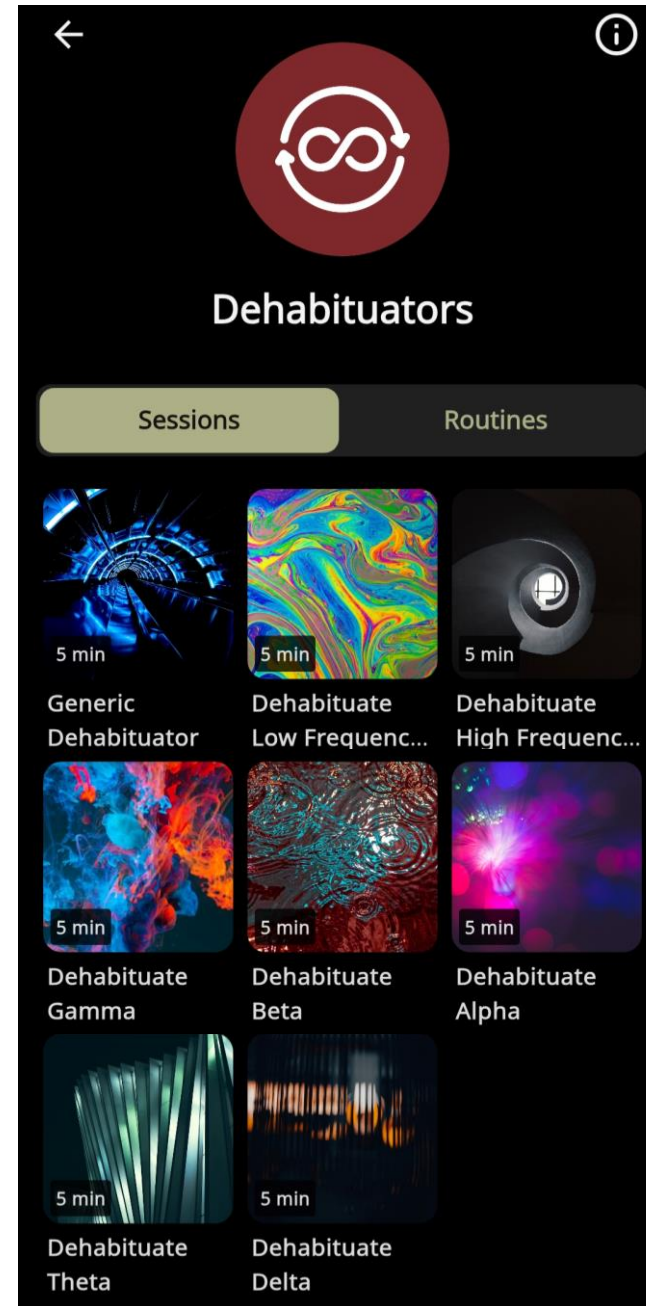 Dehabituators
Sessions
Routines
5 min
5 min
5 min
Generic
Dehabituator
Dehabituate
Low Frequenc...
Dehabituate
High Frequenc...
5 min
5 min
5 min
Dehabituate
Gamma
Dehabituate
Beta
Dehabituate
Alpha
5 min
5 min
Dehabituate
Theta
Dehabituate
Delta